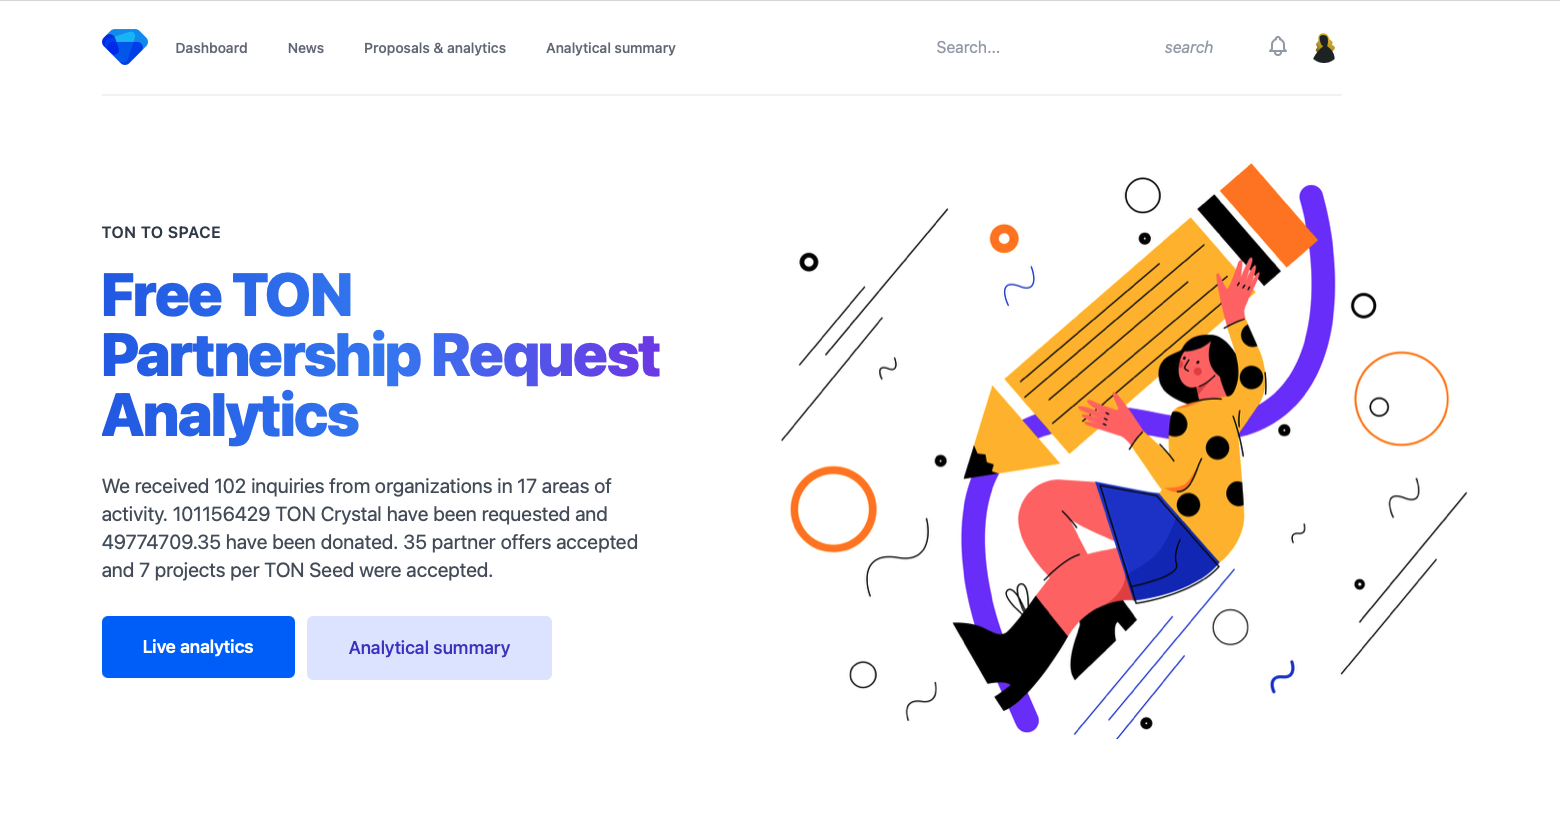 Dashboard News Proposals & analytics Analytical summary Search... search
TON TO SPACE
Free TON
Partnership Request
Analytics
We received 102 inquiries from organizations in 17 areas of
activity. 101156429 TON Crystal have been requested and
49774709.35 have been donated. 35 partner offers accepted
and 7 projects per TON Seed were accepted.
Live analytics Analytical summary